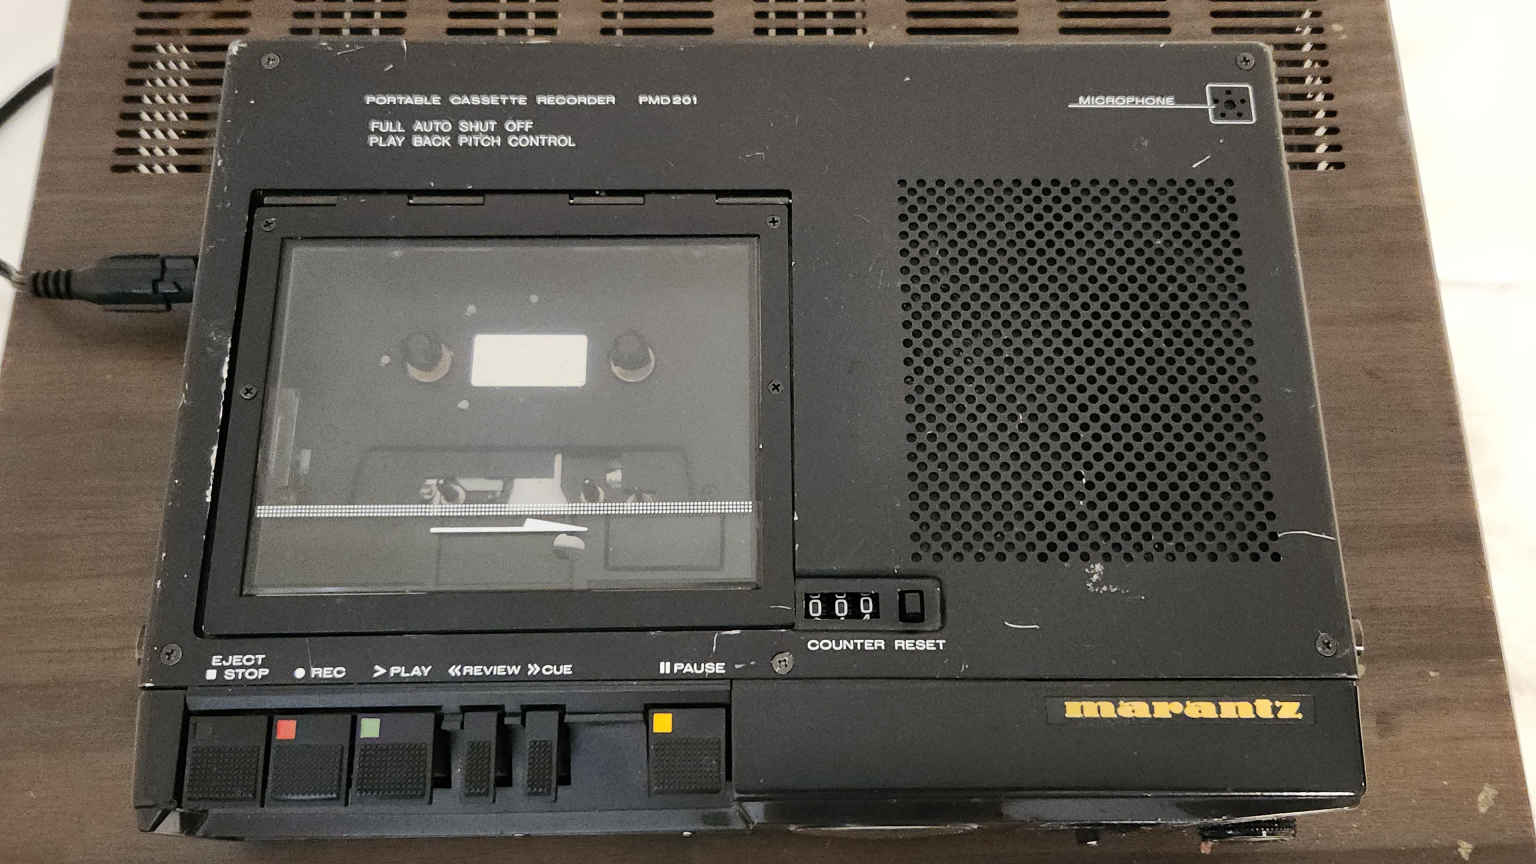 PORTABLE CASSETTE RECORDER PMD201
MICROPHONE
FULL AUTO SHUT OFF
PLAY BACK PITCH CONTROL
000
COUNTER RESET
EJECT
STOP
REC
PLAY
REVIEW
CUE
PAUSE
marantz